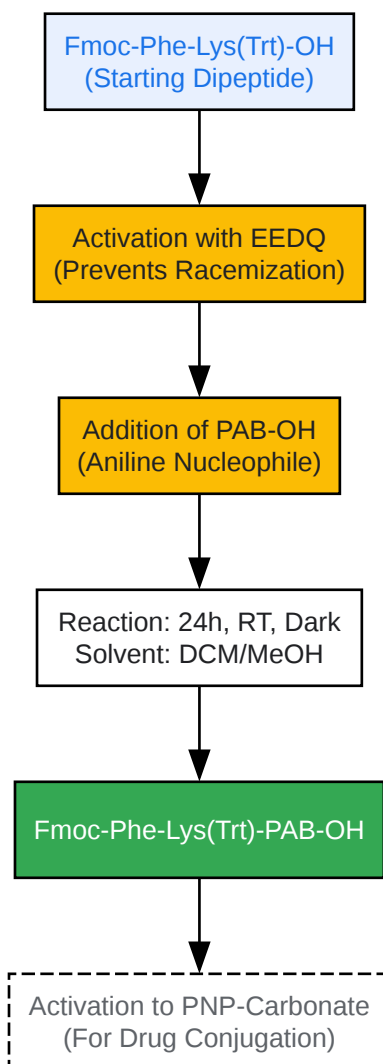 Fmoc-Phe-Lys(Trt)-OH
(Starting Dipeptide)
Activation with EEDQ
(Prevents Racemization)
Addition of PAB-OH
(Aniline Nucleophile)
Reaction: 24h, RT, Dark
Solvent: DCM/MeOH
Fmoc-Phe-Lys(Trt)-PAB-OH
Activation to PNP-Carbonate
(For Drug Conjugation)